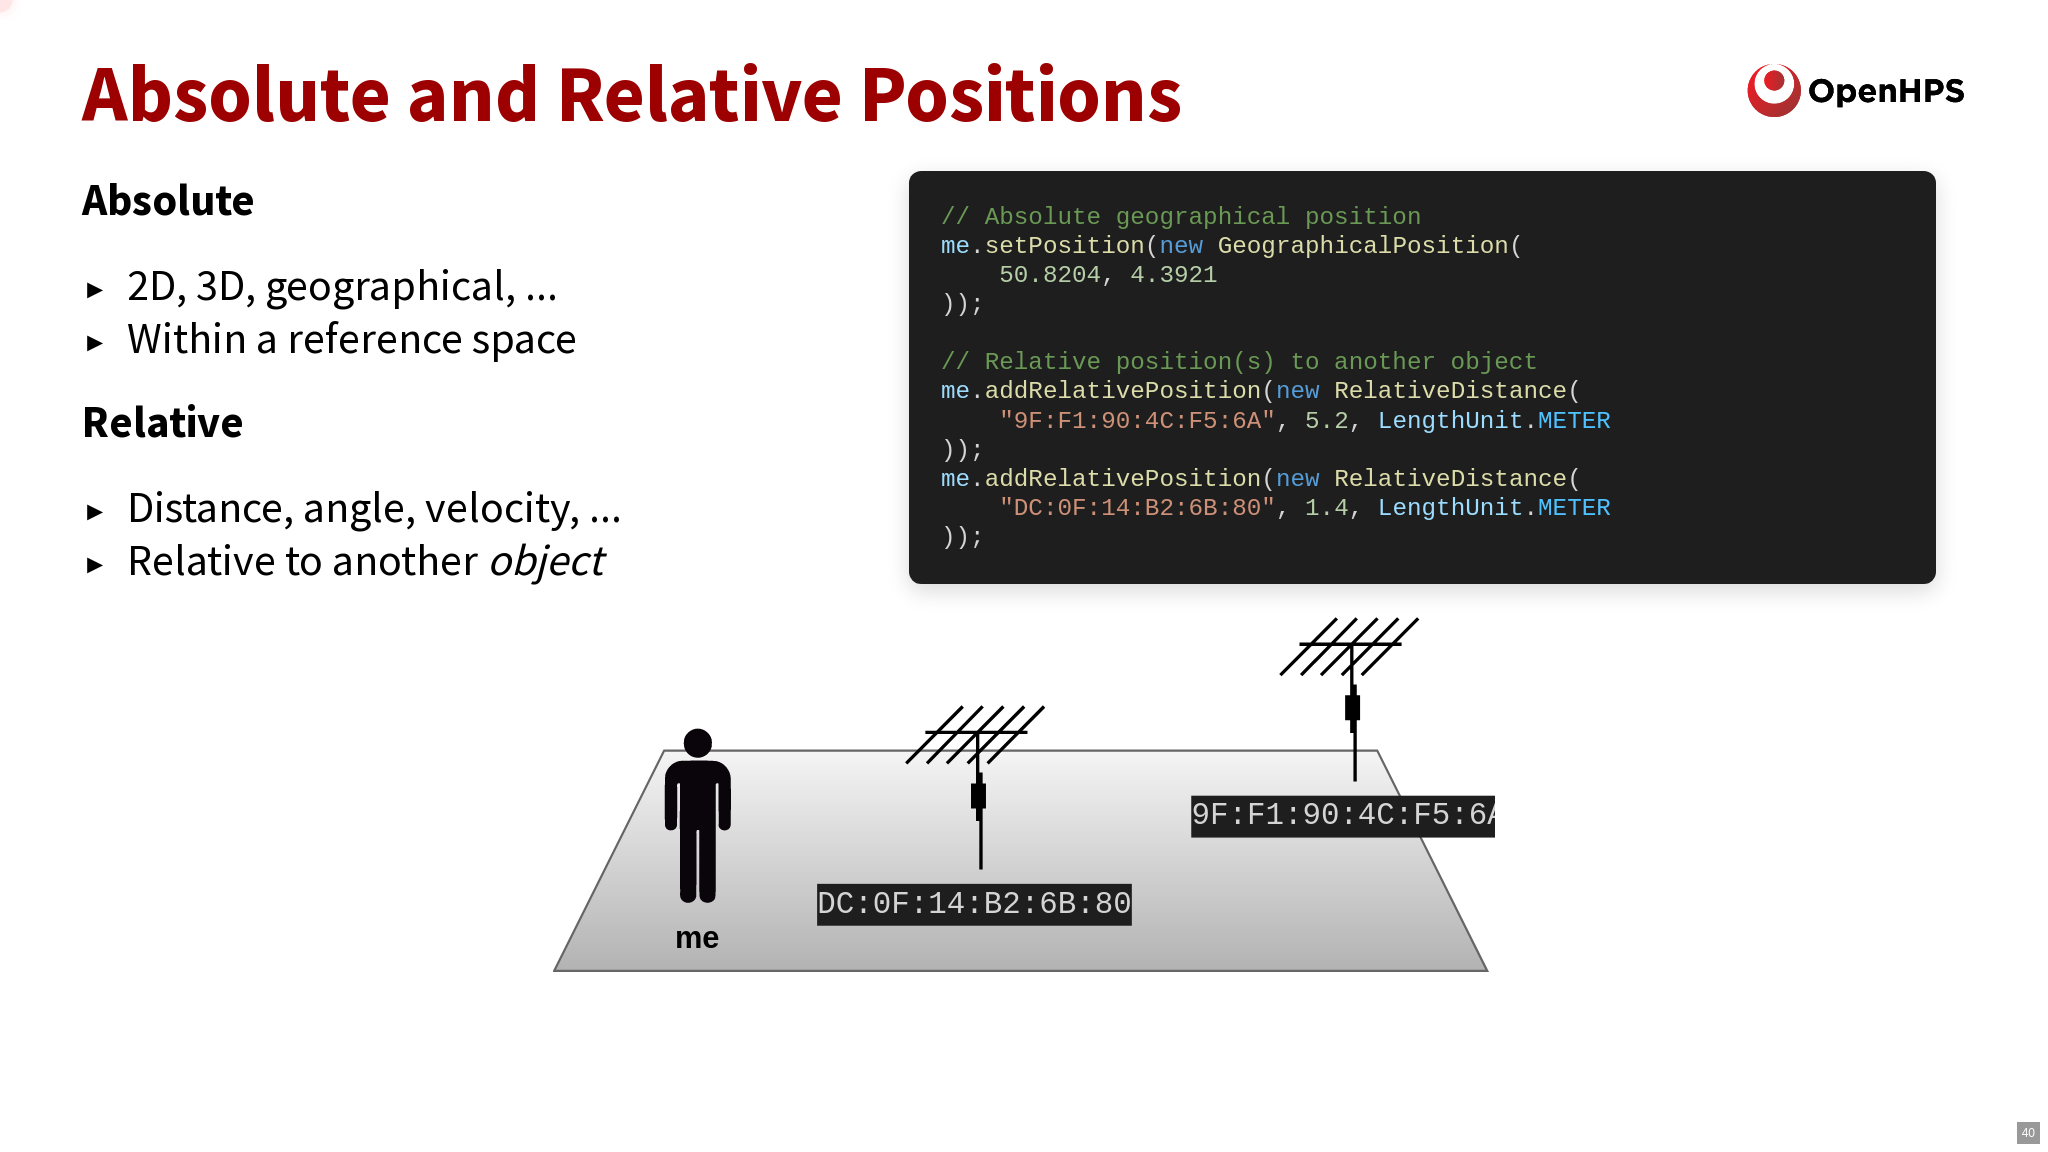 Absolute and Relative Positions
OpenHPS
Absolute
▸ 2D, 3D, geographical, ...
▸ Within a reference space
Relative
▸ Distance, angle, velocity, ...
▸ Relative to another object
// Absolute geographical position
me.setPosition(new GeographicalPosition(
    50.8204, 4.3921
));
// Relative position(s) to another object
me.addRelativePosition(new RelativeDistance(
    "9F:F1:90:4C:F5:6A", 5.2, LengthUnit.METER
));
me.addRelativePosition(new RelativeDistance(
    "DC:0F:14:B2:6B:80", 1.4, LengthUnit.METER
));
9F:F1:90:4C:F5:6A
DC:0F:14:B2:6B:80
me
40